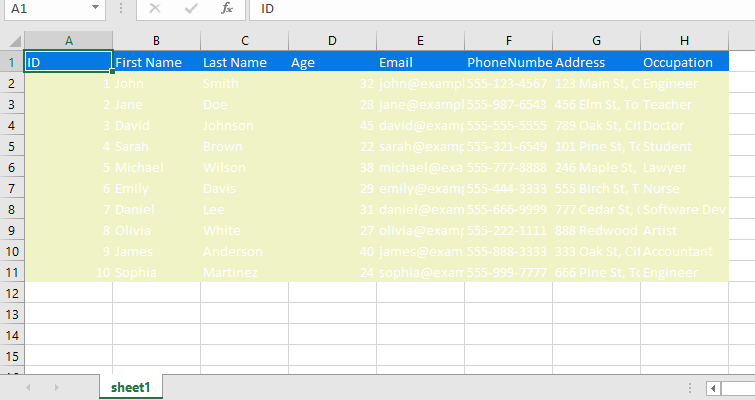 A1 fx ID
A B C D E F G H
1 ID First Name Last Name Age Email PhoneNumbe Address Occupation
2 1 John Smith 32 john@exampl 555-123-4567 123 Main St, C Engineer
3 2 Jane Doe 28 jane@examp 555-987-6543 456 Elm St, To Teacher
4 3 David Johnson 45 david@examp 555-555-5555 789 Oak St, Cit Doctor
5 4 Sarah Brown 22 sarah@examp 555-321-6549 101 Pine St, To Student
6 5 Michael Wilson 38 michael@exa 555-777-8888 246 Maple St, Lawyer
7 6 Emily Davis 29 emily@examp 555-444-3333 555 Birch St, T Nurse
8 7 Daniel Lee 31 daniel@exam 555-666-9999 777 Cedar St, Software Dev
9 8 Olivia White 27 olivia@examp 555-222-1111 888 Redwood Artist
10 9 James Anderson 40 james@exam 555-888-3333 333 Oak St, Cit Accountant
11 10 Sophia Martinez 24 sophia@exam 555-999-7777 666 Pine St, To Engineer
12
13
14
15
sheet1